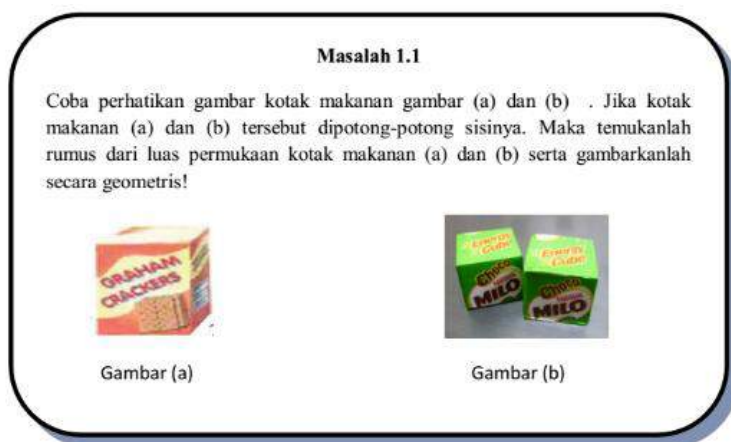 Masalah 1.1
Coba perhatikan gambar kotak makanan gambar (a) dan (b) . Jika kotak
makanan (a) dan (b) tersebut dipotong-potong sisinya. Maka temukanlah
rumus dari luas permukaan kotak makanan (a) dan (b) serta gambarkanlah
secara geometris!
GRAHAM
CRACKERS
Energy
Cube
Choco
MILO
Energy
Cube
Choco
MILO
Gambar (a)
Gambar (b)